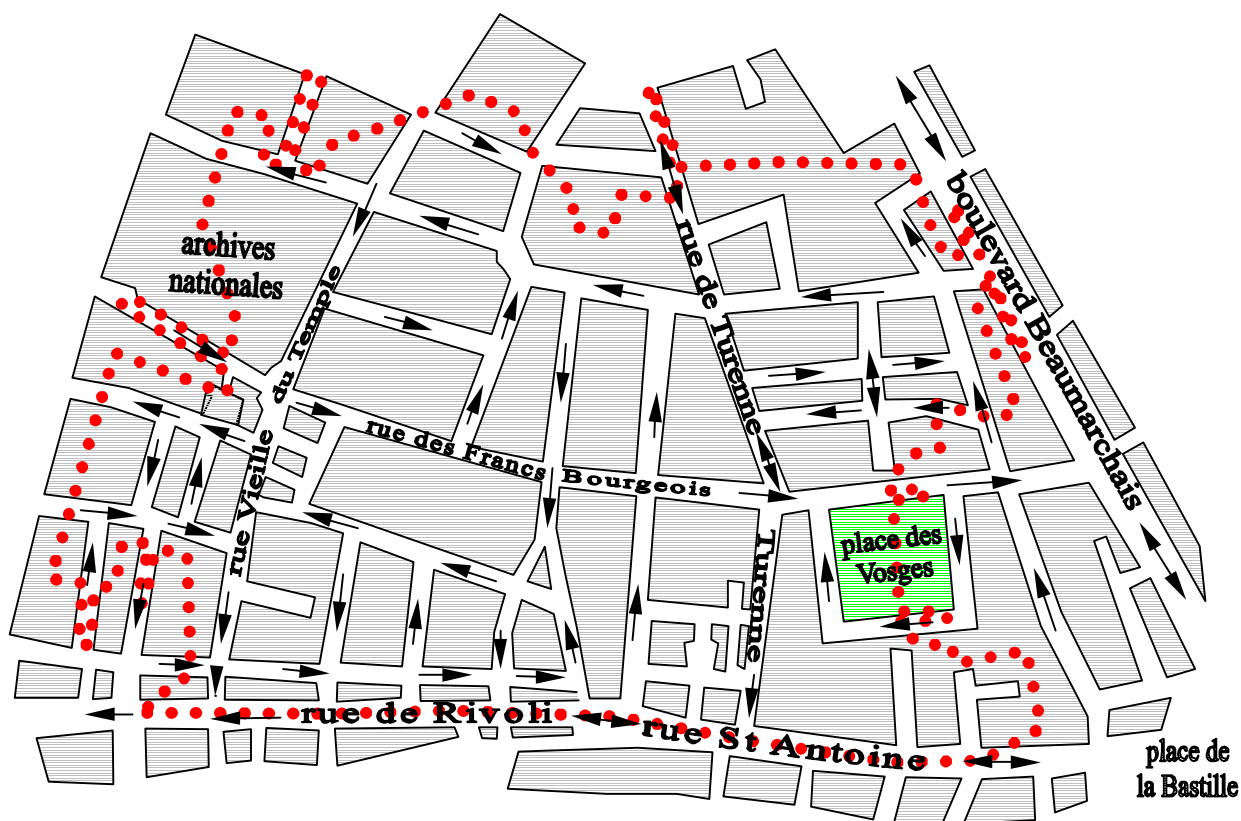 boulevard Beaumarchais
archives
nationales
rue de Turenne
rue Vieille du Temple
rue des Francs Bourgeois
place des
Vosges
Turenne
rue de Rivoli
rue St Antoine
place de
la Bastille